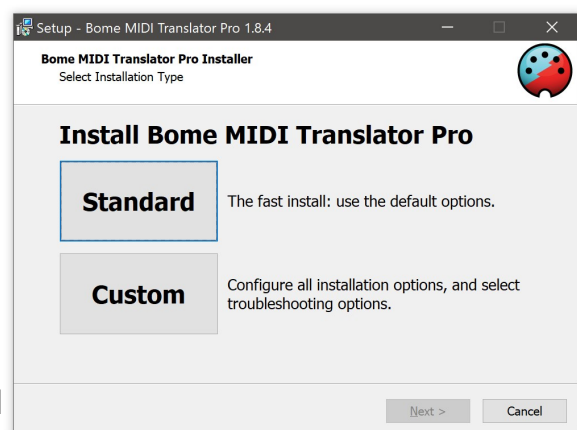 Setup - Bome MIDI Translator Pro 1.8.4
Bome MIDI Translator Pro Installer
Select Installation Type
Install Bome MIDI Translator Pro
Standard
The fast install: use the default options.
Custom
Configure all installation options, and select
troubleshooting options.
Next >
Cancel